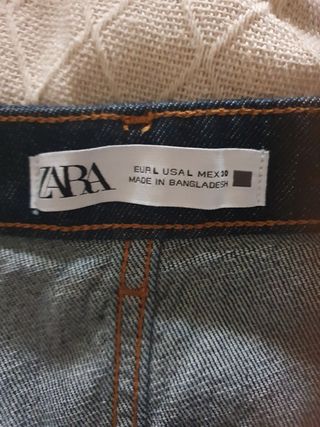 ZARA
EUR L USA L MEX 30
MADE IN BANGLADESH